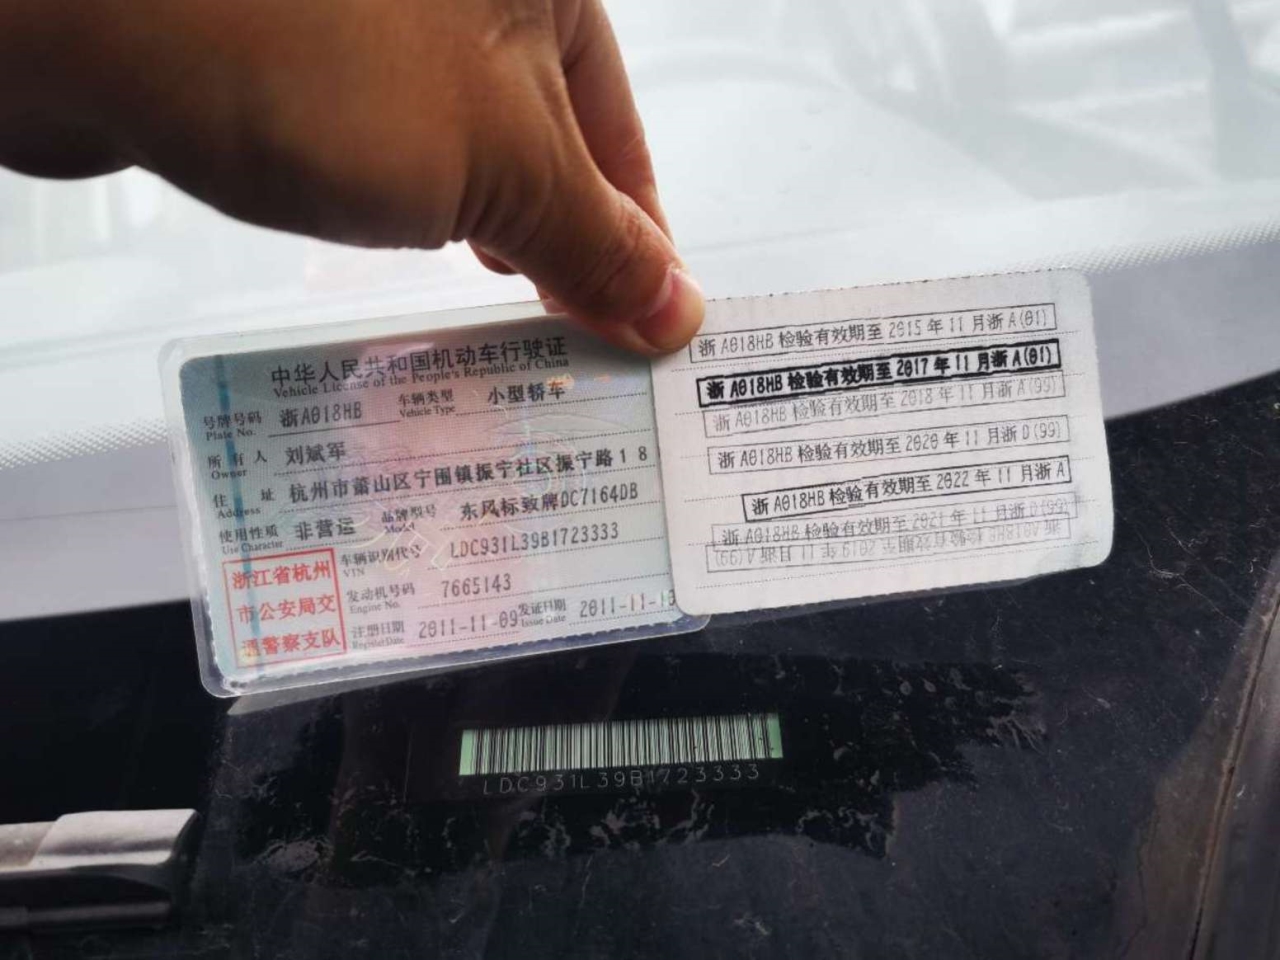 中华人民共和国机动车行驶证
Vehicle License of the People's Republic of China
号牌号码 浙A018HB 车辆类型 小型轿车
Plate No. Vehicle Type
所有人 刘斌军
Owner
住址 杭州市萧山区宁围镇振宁社区振宁路18
Address
使用性质 非营运 品牌型号 东风标致牌DC7164DB
Use Character Model
浙江省杭州
市公安局交
通警察支队
车辆识别代号 LDC931L39B1723333
VIN
发动机号码 7665143
Engine No.
注册日期 2011-11-09 发证日期 2011-11-1
Register Date Issue Date
浙A018HB检验有效期至2015年11月浙A(01)
浙A018HB检验有效期至2017年11月浙A(01)
浙A018HB检验有效期至2018年11月浙A(99)
浙A018HB检验有效期至2020年11月浙D(99)
浙A018HB检验有效期至2022年11月浙A
浙A018HB检验有效期至2021年11月浙D(99)
LDC931L39B1723333